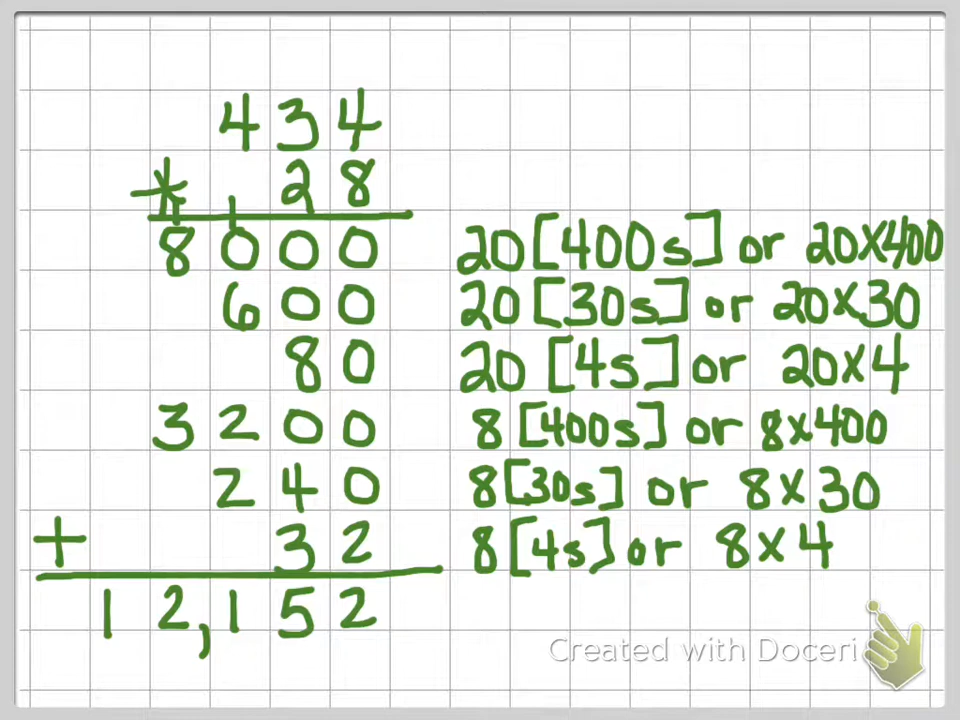 434
× 28
8000 20[400s] or 20×400
600 20[30s] or 20×30
80 20[4s] or 20×4
3200 8[400s] or 8×400
240 8[30s] or 8×30
+ 32 8[4s] or 8×4
12,152
Created with Doceri